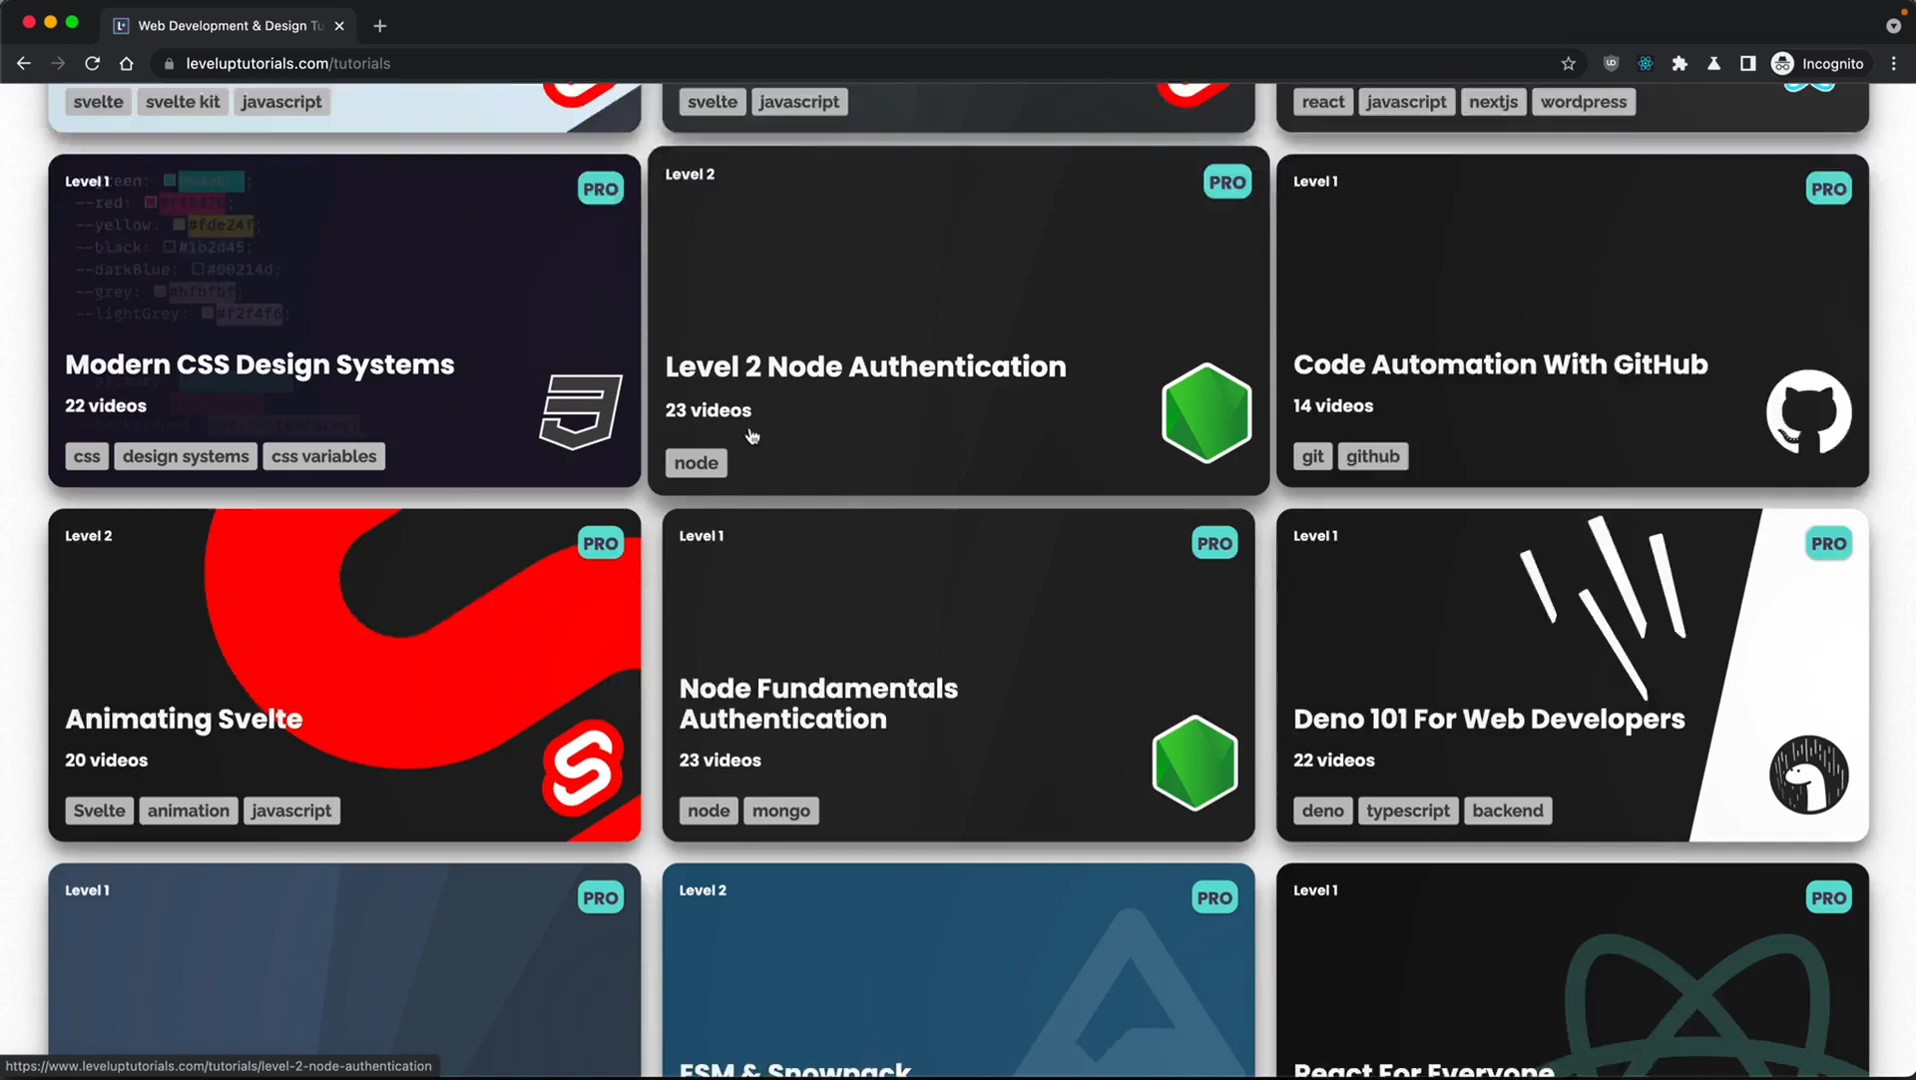 Web Development & Design Tu
leveluptutorials.com/tutorials
Incognito
svelte svelte kit javascript
svelte javascript
react javascript nextjs wordpress
Level 1
PRO
green:
--red:
--yellow: #fde24f;
--black: #1b2d45;
--darkBlue: #00214d;
--grey: #bfbfbf;
--lightGrey: #f2f4f6;
Modern CSS Design Systems
22 videos
css design systems css variables
Level 2
PRO
Level 2 Node Authentication
23 videos
node
Level 1
PRO
Code Automation With GitHub
14 videos
git github
Level 2
PRO
Animating Svelte
20 videos
Svelte animation javascript
Level 1
PRO
Node Fundamentals
Authentication
23 videos
node mongo
Level 1
PRO
Deno 101 For Web Developers
22 videos
deno typescript backend
Level 1
PRO
Level 2
PRO
ESM & Snowpack
Level 1
PRO
React For Everyone
https://www.leveluptutorials.com/tutorials/level-2-node-authentication